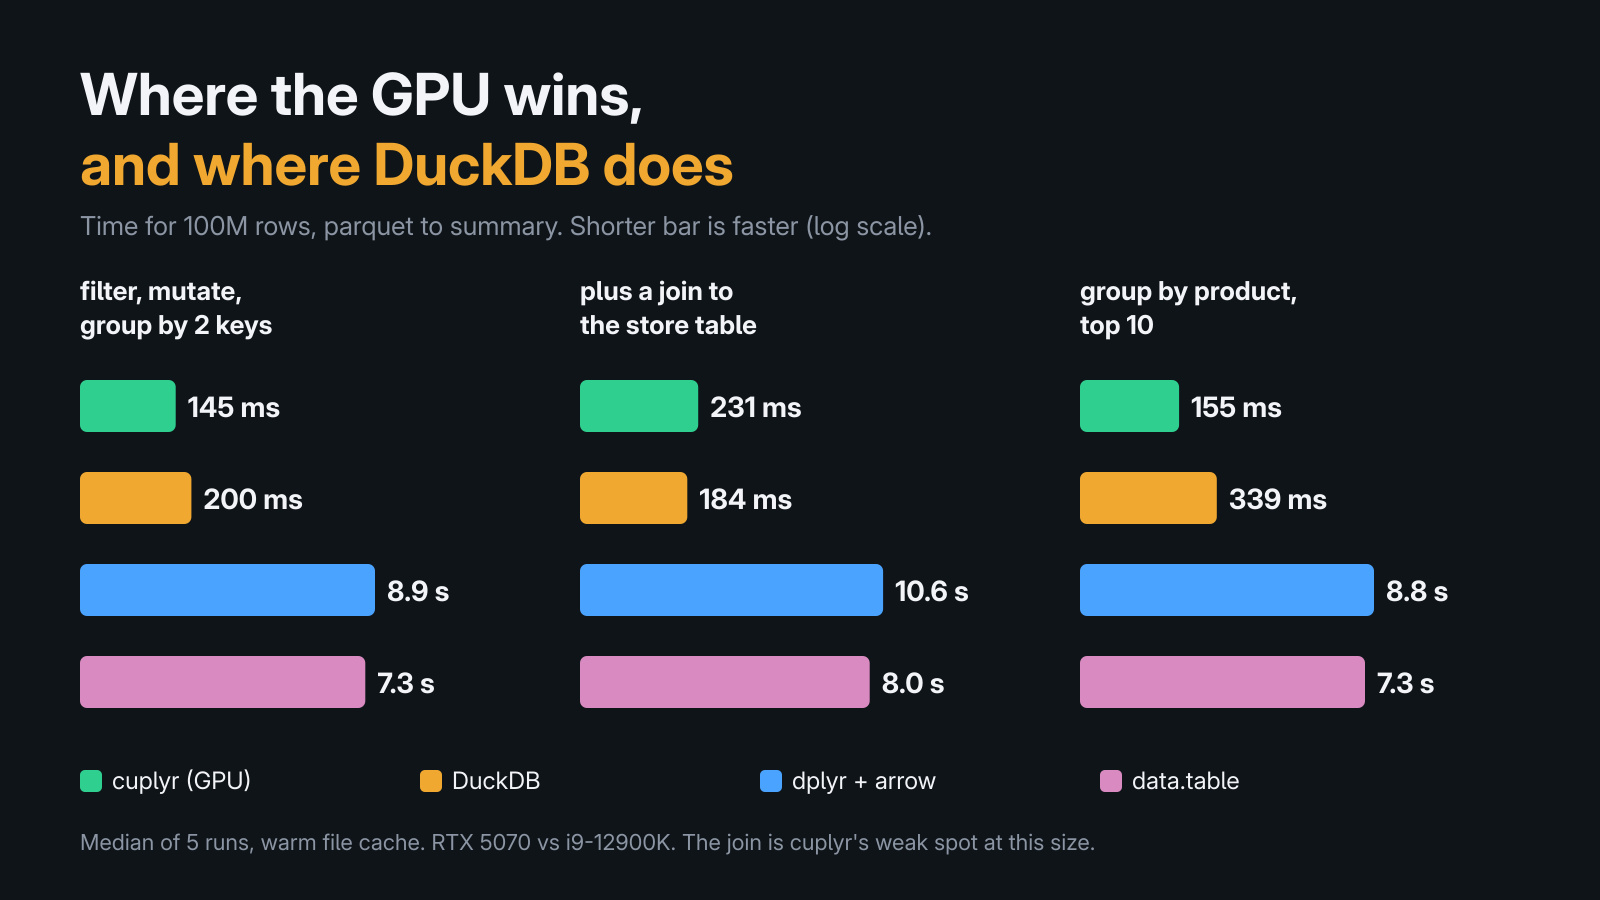 Where the GPU wins,
and where DuckDB does
Time for 100M rows, parquet to summary. Shorter bar is faster (log scale).
filter, mutate,
group by 2 keys
145 ms
200 ms
8.9 s
7.3 s
plus a join to
the store table
231 ms
184 ms
10.6 s
8.0 s
group by product,
top 10
155 ms
339 ms
8.8 s
7.3 s
cuplyr (GPU)
DuckDB
dplyr + arrow
data.table
Median of 5 runs, warm file cache. RTX 5070 vs i9-12900K. The join is cuplyr's weak spot at this size.